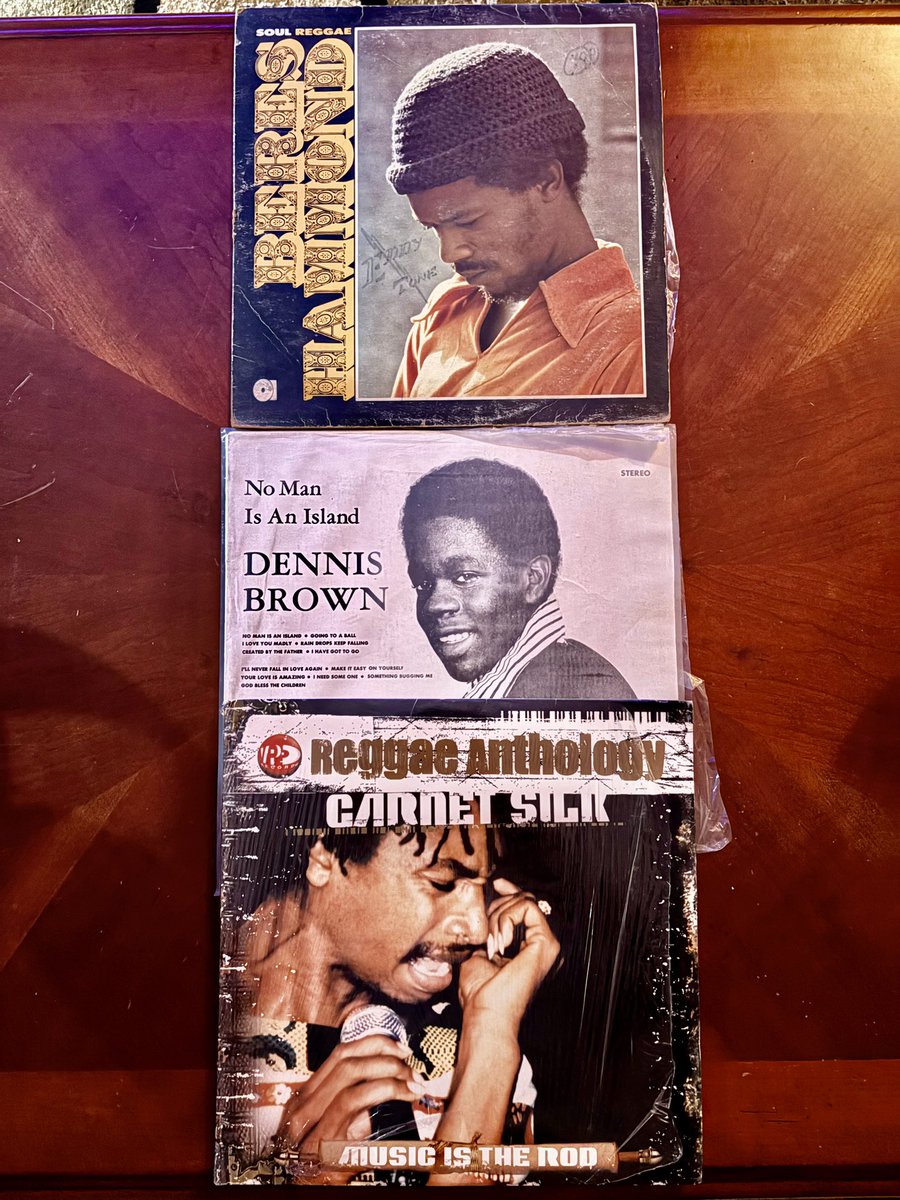 SOUL REGGAE
BERES
HAMMOND
No Man
Is An Island
STEREO
DENNIS
BROWN
NO MAN IS AN ISLAND • GOING TO A BALL
I LOVE YOU MADLY • RAIN DROPS KEEP FALLING
CREATED BY THE FATHER • I HAVE GOT TO GO
I'LL NEVER FALL IN LOVE AGAIN • MAKE IT EASY ON YOURSELF
YOUR LOVE IS AMAZING • I NEED SOME ONE • SOMETHING BUGGING ME
GOD BLESS THE CHILDREN
VP
RECORDS
Reggae Anthology
GARNET SILK
MUSIC IS THE ROD